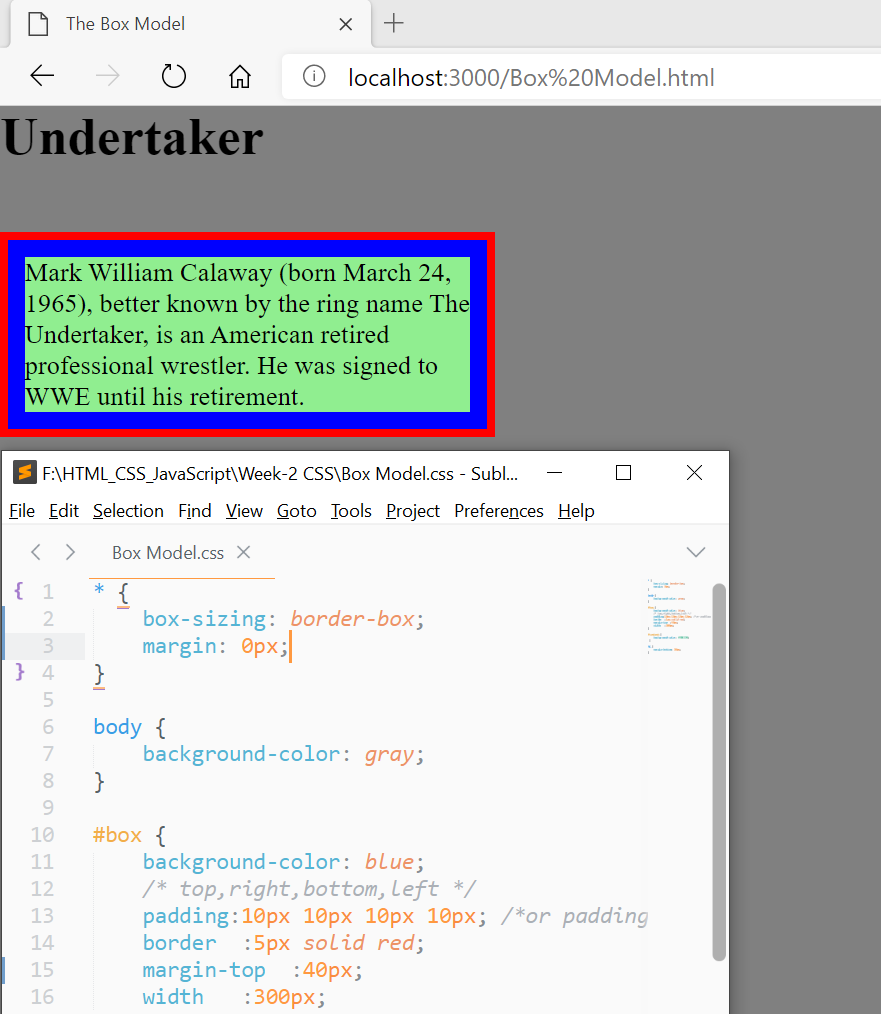 The Box Model
localhost:3000/Box%20Model.html
Undertaker
Mark William Calaway (born March 24,
1965), better known by the ring name The
Undertaker, is an American retired
professional wrestler. He was signed to
WWE until his retirement.
F:\HTML_CSS_JavaScript\Week-2 CSS\Box Model.css - Subl...
File Edit Selection Find View Goto Tools Project Preferences Help
Box Model.css
{ 1 * {
2 box-sizing: border-box;
3 margin: 0px;
} 4 }
5
6 body {
7 background-color: gray;
8 }
9
10 #box {
11 background-color: blue;
12 /* top,right,bottom,left */
13 padding:10px 10px 10px 10px; /*or padding
14 border :5px solid red;
15 margin-top :40px;
16 width :300px;